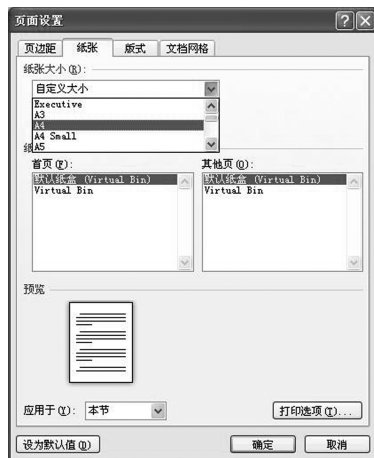 页面设置
页边距 纸张 版式 文档网格
纸张大小(R):
自定义大小
Executive
A3
A4
A4 Small
A5
纸
首页(F): 其他页(O):
默认纸盒 (Virtual Bin) 默认纸盒 (Virtual Bin)
Virtual Bin Virtual Bin
预览
应用于(Y): 本节 打印选项(T)...
设为默认值(D) 确定 取消